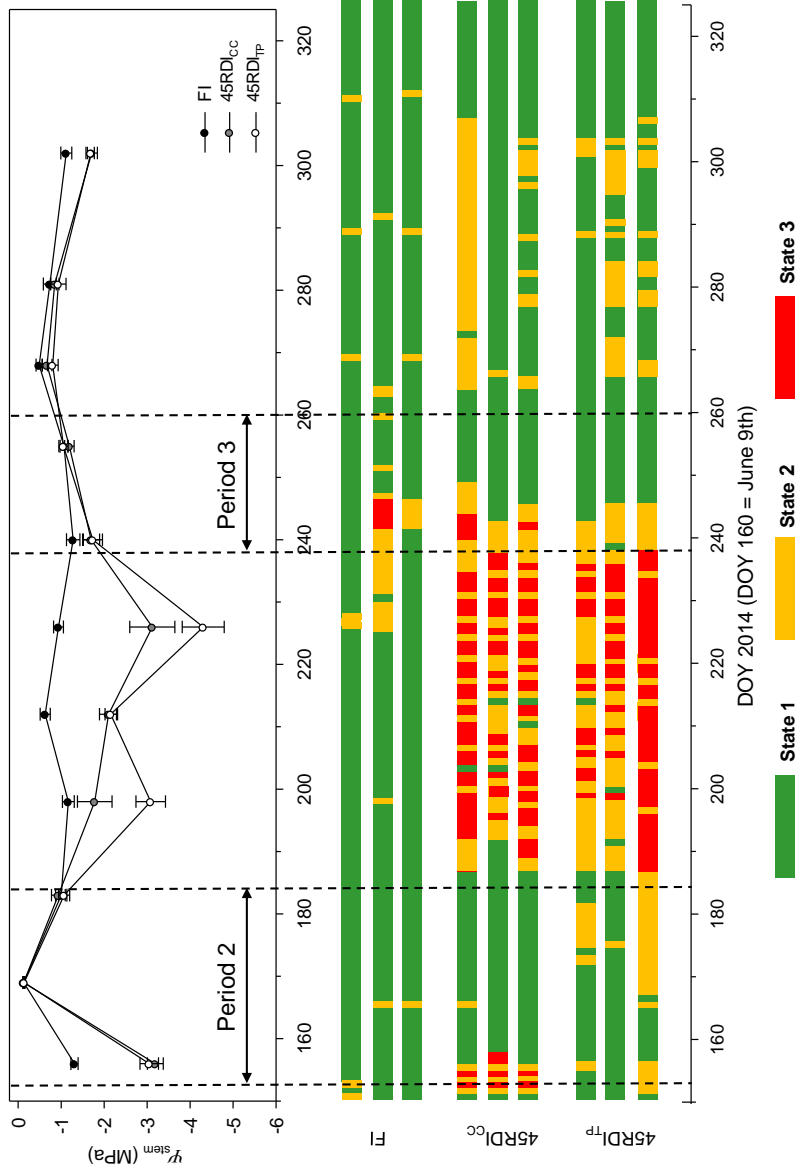 0
-1
-2
-3
-4
-5
-6
Ψstem (MPa)
160
180
200
220
240
260
280
300
320
Period 2
Period 3
FI
45RDICC
45RDITP
FI
45RDICC
45RDITP
160
180
200
220
240
260
280
300
320
DOY 2014 (DOY 160 = June 9th)
State 1
State 2
State 3